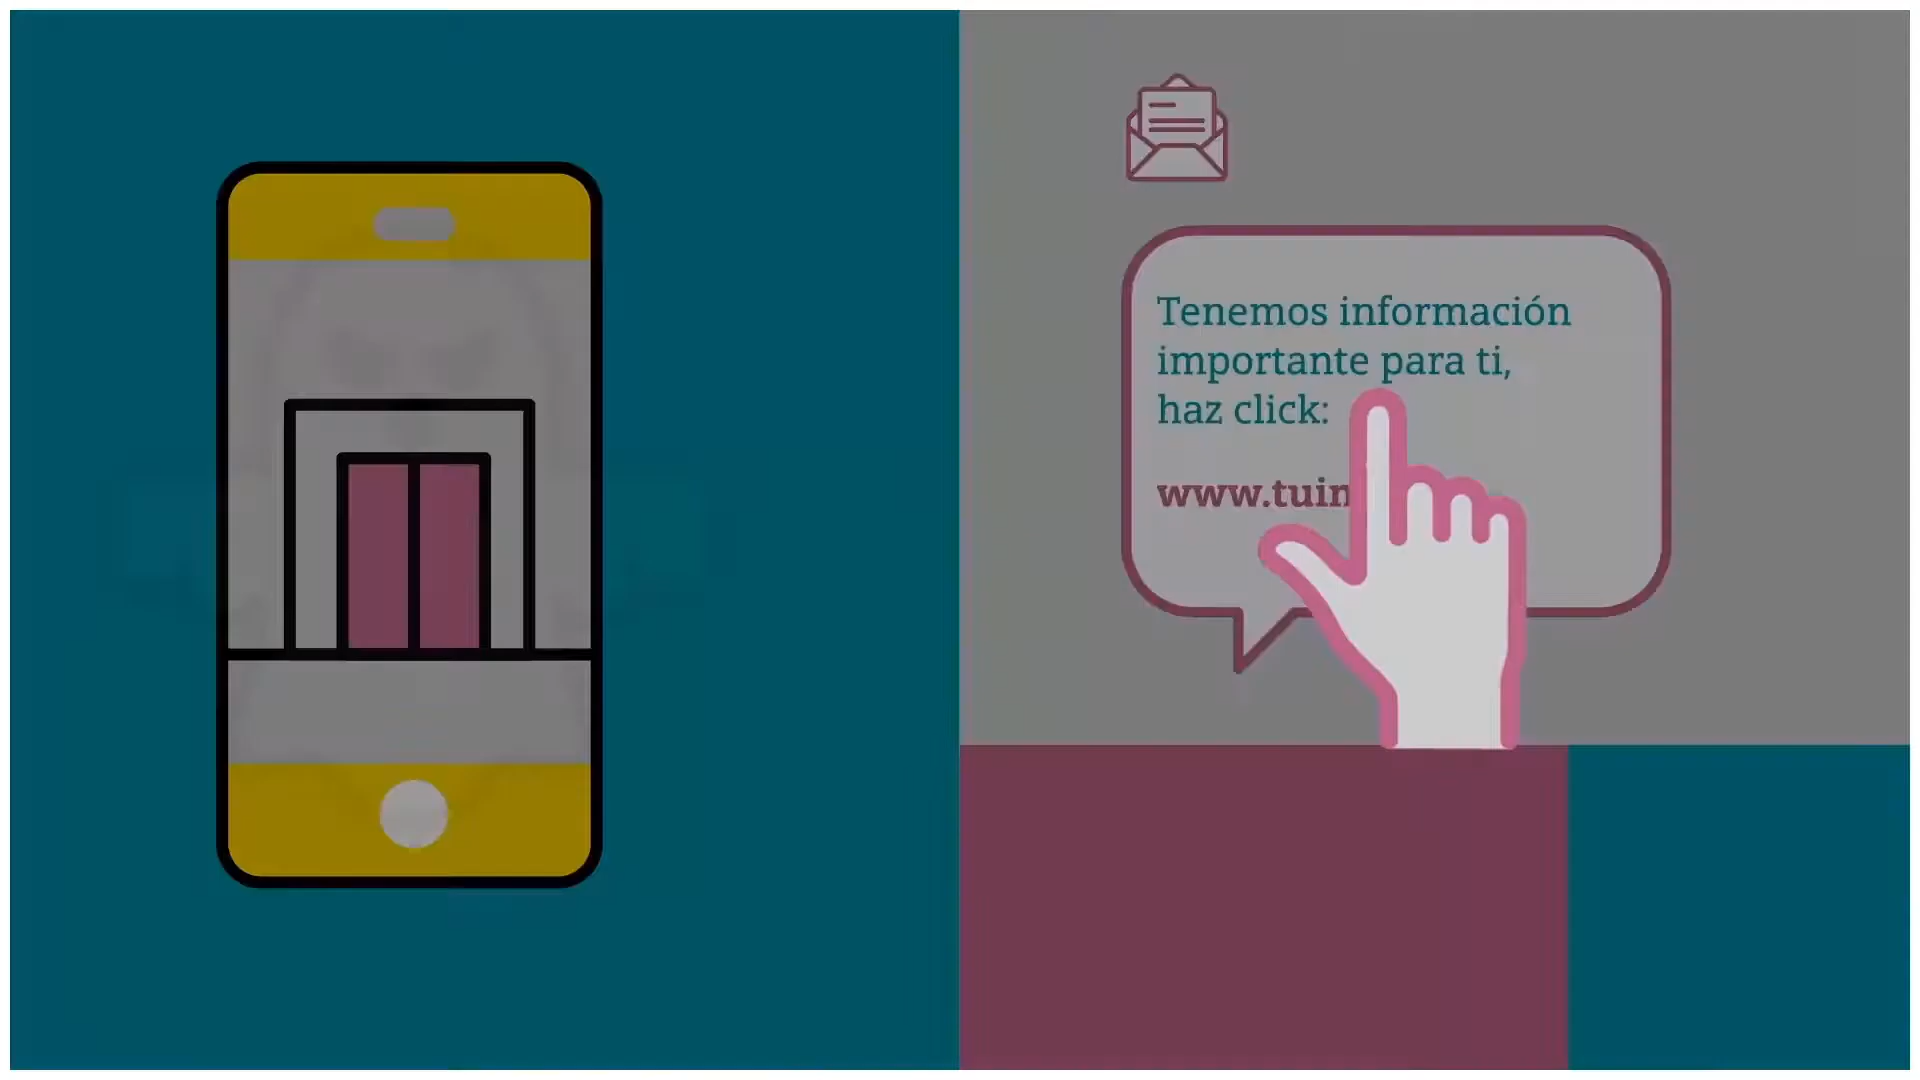 Tenemos información
importante para ti,
haz click:
www.tuin